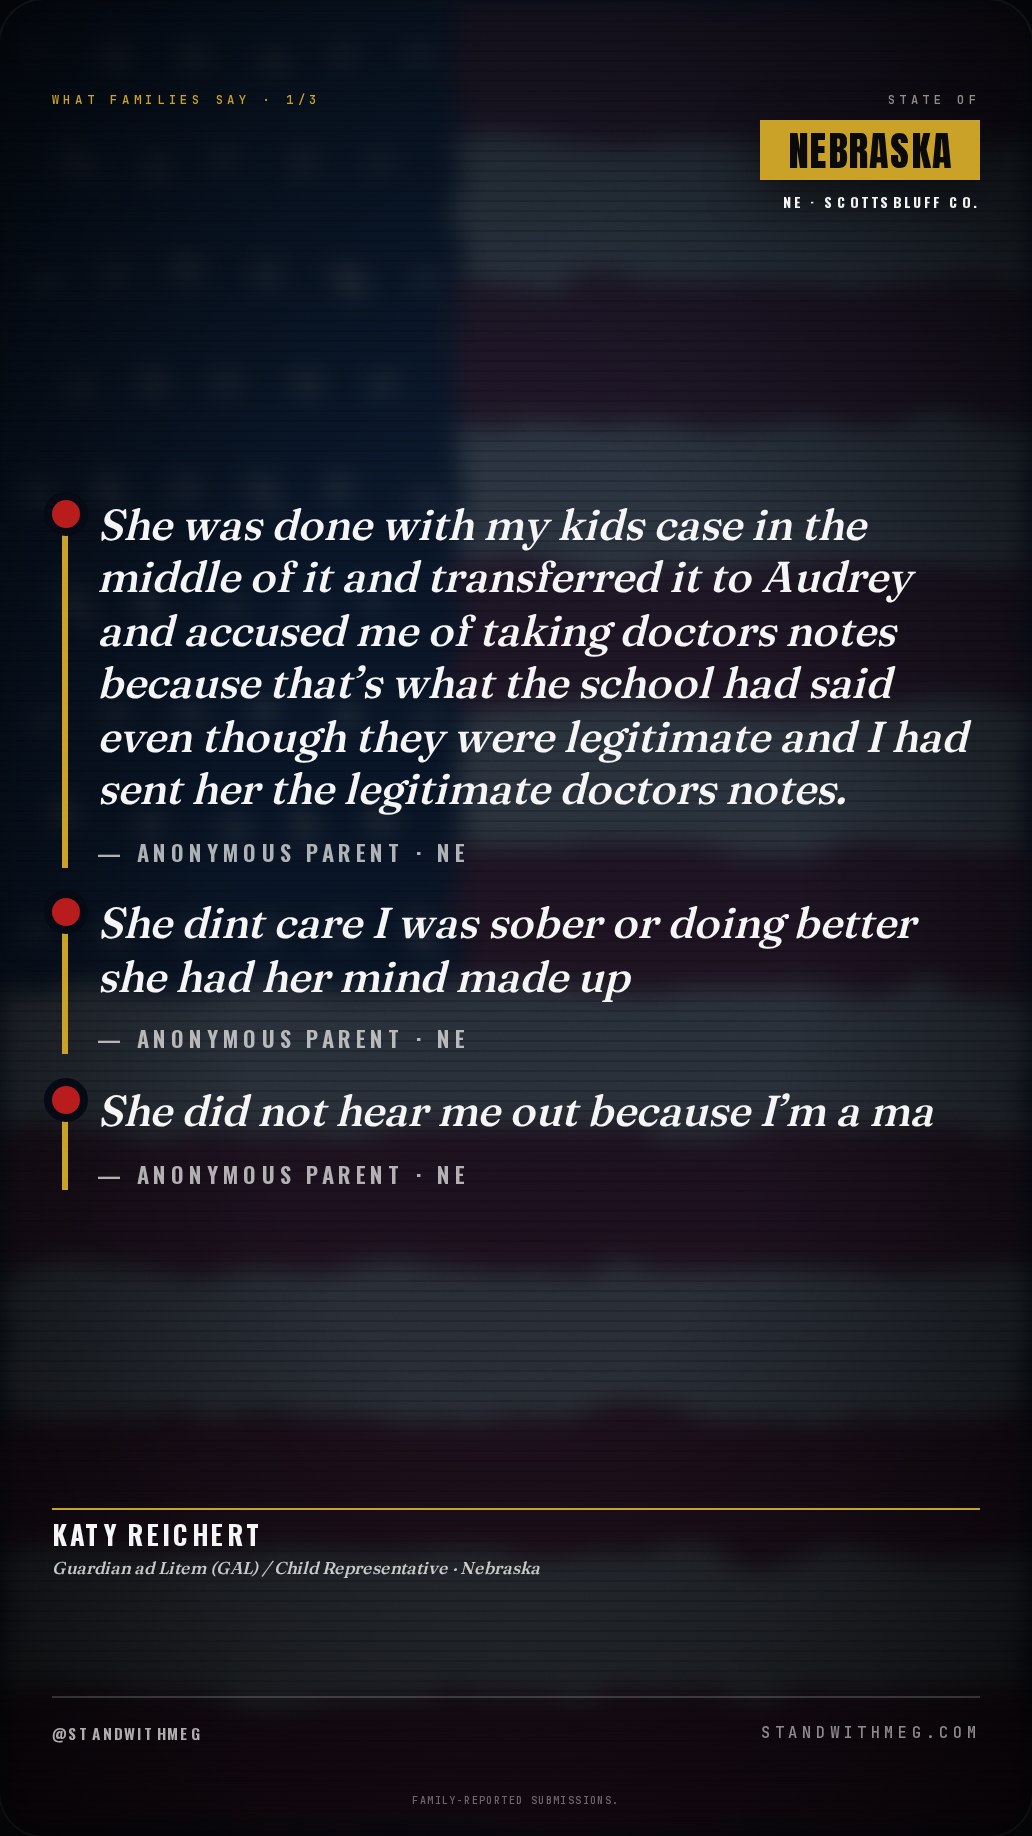 WHAT FAMILIES SAY · 1/3
STATE OF
NEBRASKA
NE · SCOTTSBLUFF CO.
She was done with my kids case in the
middle of it and transferred it to Audrey
and accused me of taking doctors notes
because that’s what the school had said
even though they were legitimate and I had
sent her the legitimate doctors notes.
— ANONYMOUS PARENT · NE
She dint care I was sober or doing better
she had her mind made up
— ANONYMOUS PARENT · NE
She did not hear me out because I’m a ma
— ANONYMOUS PARENT · NE
KATY REICHERT
Guardian ad Litem (GAL) / Child Representative · Nebraska
@STANDWITHMEG
STANDWITHMEG.COM
FAMILY-REPORTED SUBMISSIONS.